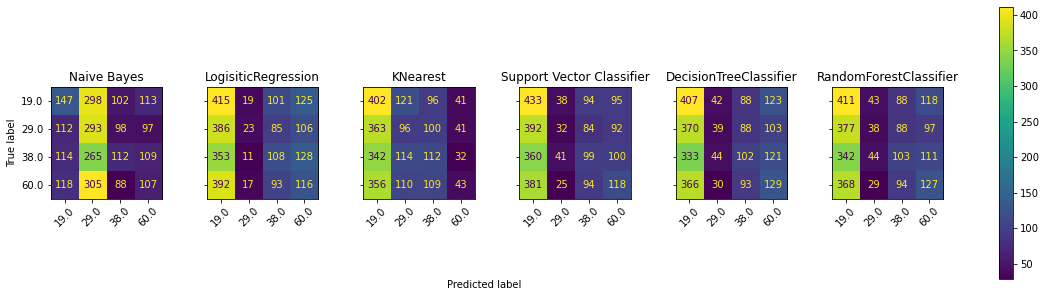 Naive Bayes LogisiticRegression KNearest Support Vector Classifier DecisionTreeClassifier RandomForestClassifier
True label
19.0 147 298 102 113 415 19 101 125 402 121 96 41 433 38 94 95 407 42 88 123 411 43 88 118
29.0 112 293 98 97 386 23 85 106 363 96 100 41 392 32 84 92 370 39 88 103 377 38 88 97
38.0 114 265 112 109 353 11 108 128 342 114 112 32 360 41 99 100 333 44 102 121 342 44 103 111
60.0 118 305 88 107 392 17 93 116 356 110 109 43 381 25 94 118 366 30 93 129 368 29 94 127
19.0 29.0 38.0 60.0 19.0 29.0 38.0 60.0 19.0 29.0 38.0 60.0 19.0 29.0 38.0 60.0 19.0 29.0 38.0 60.0 19.0 29.0 38.0 60.0
Predicted label
400
350
300
250
200
150
100
50